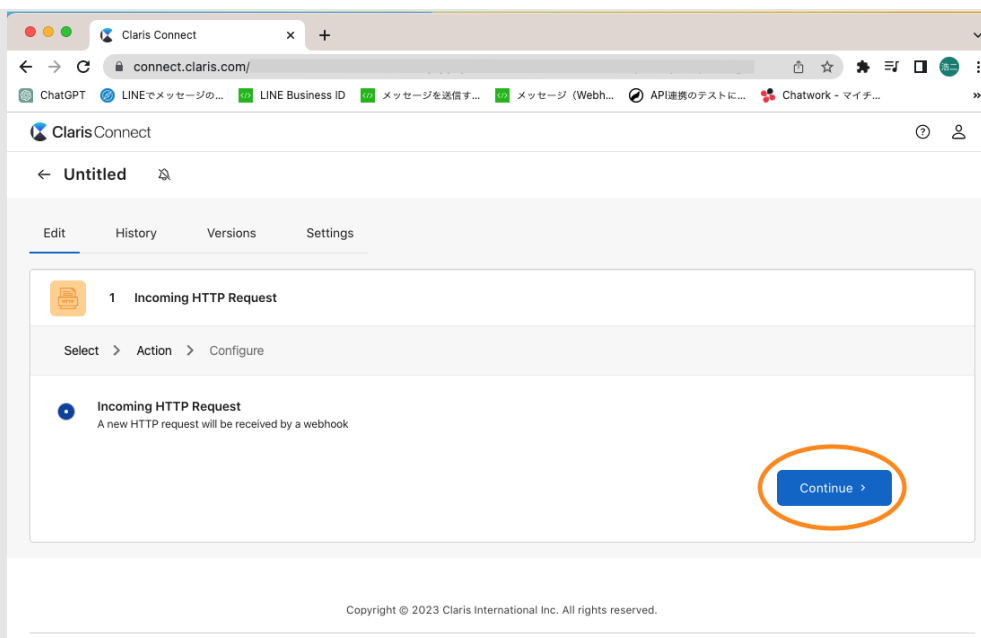 Claris Connect
connect.claris.com/
ChatGPT LINEでメッセージの... LINE Business ID メッセージを送信す... メッセージ（Webh... API連携のテストに... Chatwork - マイチ...
Claris Connect
Untitled
Edit History Versions Settings
1 Incoming HTTP Request
Select > Action > Configure
Incoming HTTP Request
A new HTTP request will be received by a webhook
Continue >
Copyright © 2023 Claris International Inc. All rights reserved.